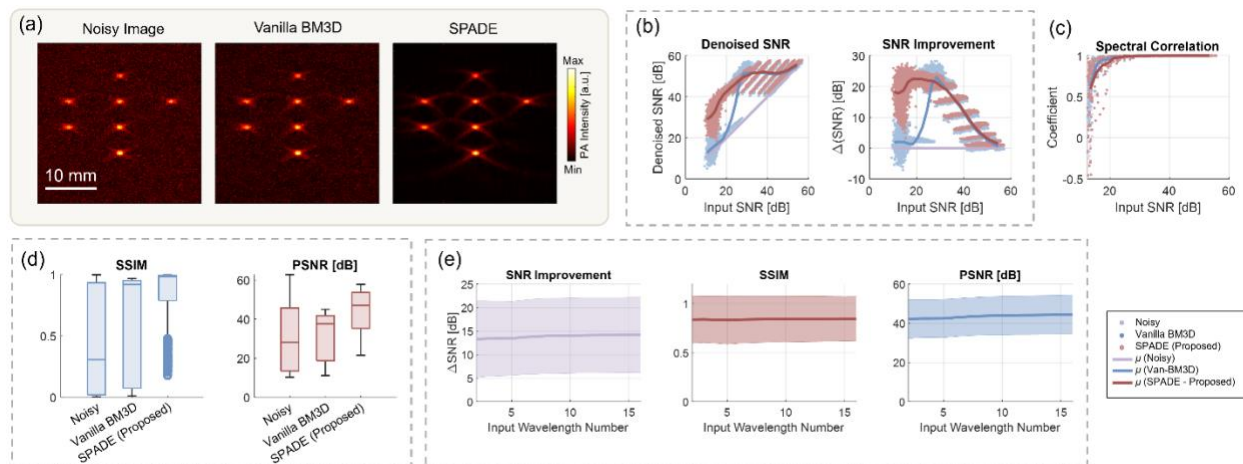 (a)
Noisy Image
Vanilla BM3D
SPADE
10 mm
Max
PA Intensity [a.u.]
Min
(b)
Denoised SNR
Denoised SNR [dB]
60
40
20
0
0
20
40
60
Input SNR [dB]
SNR Improvement
Δ(SNR) [dB]
30
20
10
0
-10
0
20
40
60
Input SNR [dB]
(c)
Spectral Correlation
Coefficient
1
0.5
0
-0.5
20
40
60
Input SNR [dB]
(d)
SSIM
1
0.5
0
Noisy
Vanilla BM3D
SPADE (Proposed)
PSNR [dB]
60
40
20
0
Noisy
Vanilla BM3D
SPADE (Proposed)
(e)
SNR Improvement
ΔSNR [dB]
25
20
15
10
5
0
5
10
15
Input Wavelength Number
SSIM
1
0.5
0
5
10
15
Input Wavelength Number
PSNR [dB]
60
40
20
0
5
10
15
Input Wavelength Number
Noisy
Vanilla BM3D
SPADE (Proposed)
μ (Noisy)
μ (Van-BM3D)
μ (SPADE - Proposed)